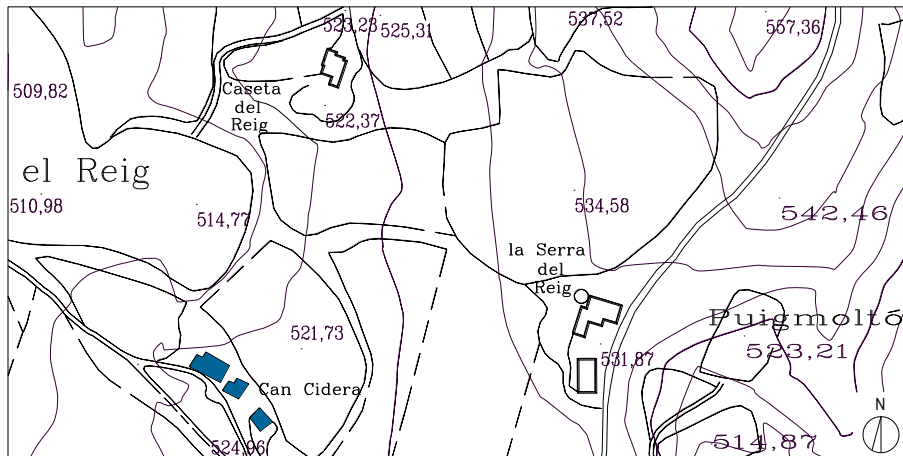 523,23
525,31
537,52
557,36
509,82
Caseta
del
Reig
522,37
el Reig
510,98
514,77
534,58
542,46
la Serra
del
Reig
521,73
Puigmoltó
523,21
531,87
Can Cidera
N
524,96
514,87